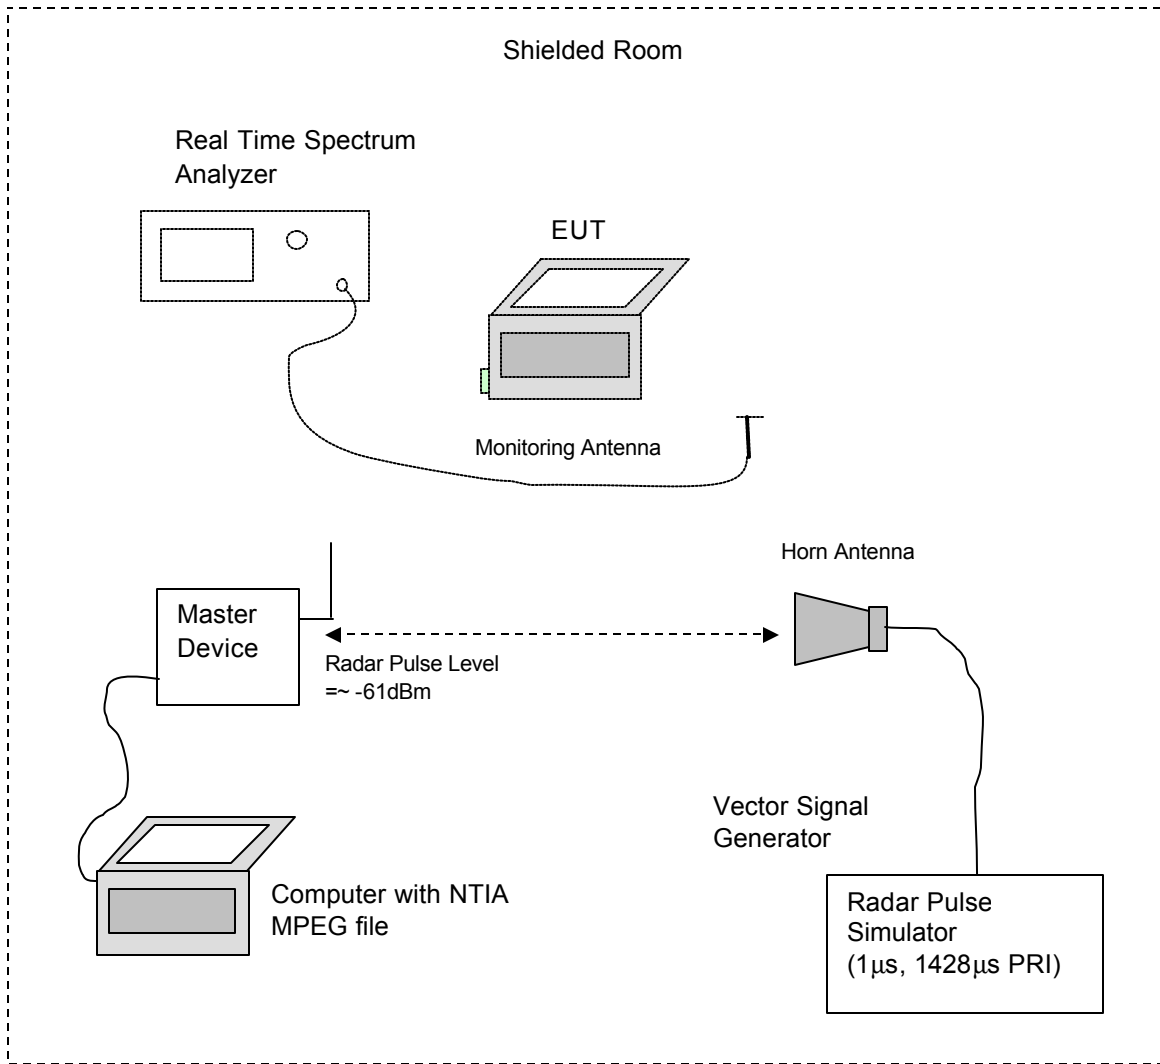 Shielded Room
Real Time Spectrum
Analyzer
EUT
Monitoring Antenna
Horn Antenna
Master
Device
Radar Pulse Level
=~ -61dBm
Vector Signal
Generator
Computer with NTIA
MPEG file
Radar Pulse
Simulator
(1μs, 1428μs PRI)